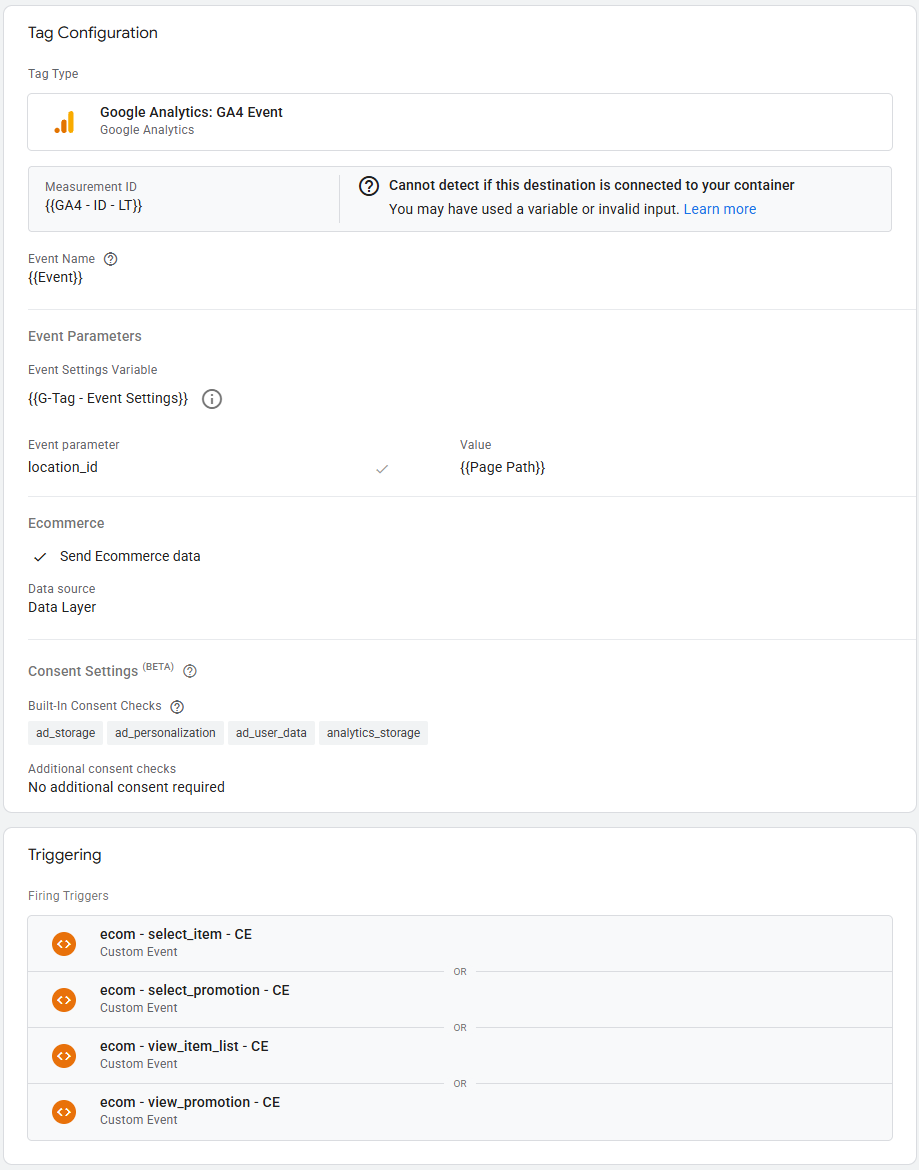 Tag Configuration
Tag Type
Google Analytics: GA4 Event
Google Analytics
Measurement ID
{{GA4 - ID - LT}}
Cannot detect if this destination is connected to your container
You may have used a variable or invalid input. Learn more
Event Name
{{Event}}
Event Parameters
Event Settings Variable
{{G-Tag - Event Settings}}
Event parameter Value
location_id {{Page Path}}
Ecommerce
Send Ecommerce data
Data source
Data Layer
Consent Settings (BETA)
Built-In Consent Checks
ad_storage ad_personalization ad_user_data analytics_storage
Additional consent checks
No additional consent required
Triggering
Firing Triggers
ecom - select_item - CE
Custom Event
OR
ecom - select_promotion - CE
Custom Event
OR
ecom - view_item_list - CE
Custom Event
OR
ecom - view_promotion - CE
Custom Event